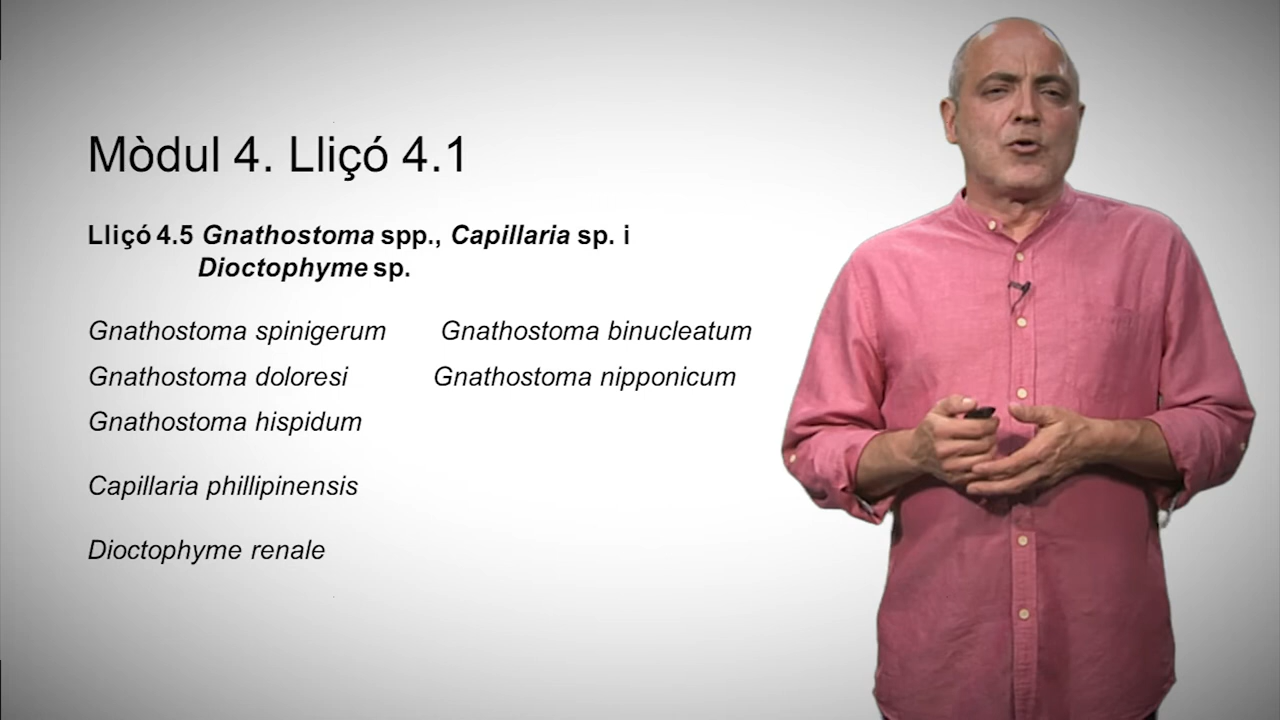 Mòdul 4. Lliçó 4.1
Lliçó 4.5 Gnathostoma spp., Capillaria sp. i
Dioctophyme sp.
Gnathostoma spinigerum Gnathostoma binucleatum
Gnathostoma doloresi Gnathostoma nipponicum
Gnathostoma hispidum
Capillaria phillipinensis
Dioctophyme renale